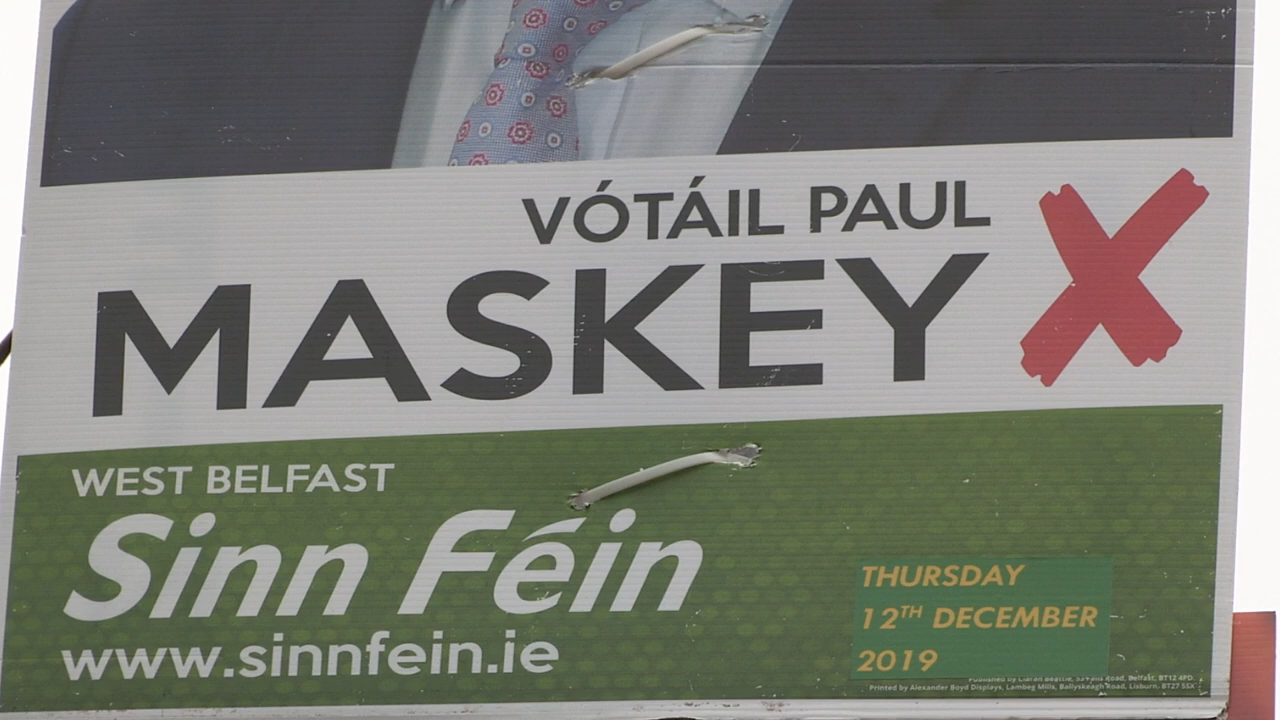 VÓTÁIL PAUL
MASKEY
WEST BELFAST
Sinn Féin
www.sinnfein.ie
THURSDAY
12TH DECEMBER
2019
Published by Ciaran Beattie, Falls Road, Belfast, BT12 4PD.
Printed by Alexander Boyd Displays, Lambeg Mills, Ballyskeagh Road, Lisburn. BT27 5SX